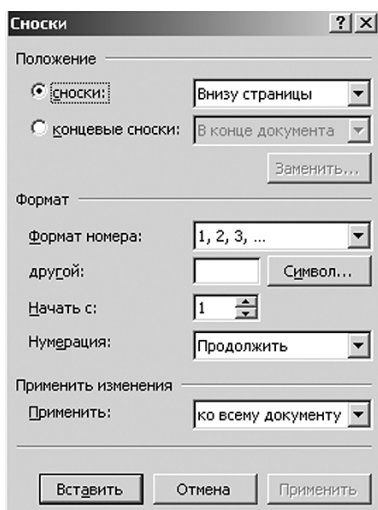 Сноски
Положение
сноски: Внизу страницы
концевые сноски: В конце документа
Заменить...
Формат
Формат номера: 1, 2, 3, ...
другой: Символ...
Начать с: 1
Нумерация: Продолжить
Применить изменения
Применить: ко всему документу
Вставить Отмена Применить